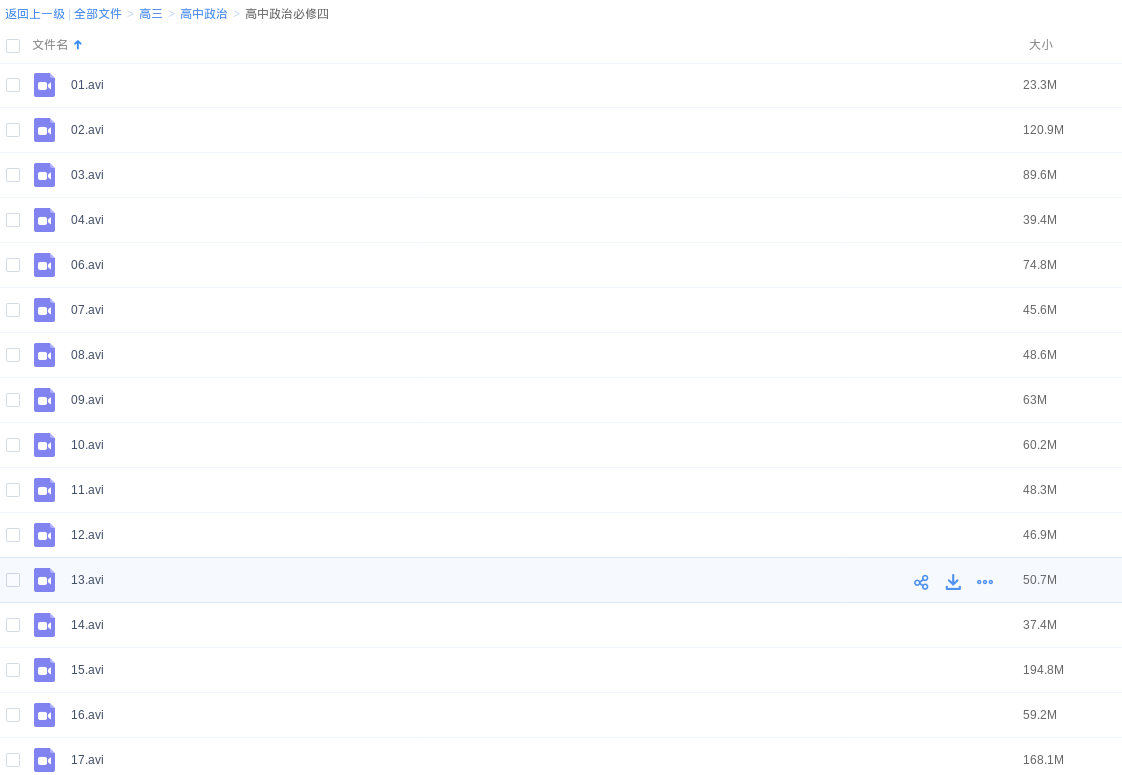 返回上一级 | 全部文件 > 高三 > 高中政治 > 高中政治必修四
文件名 大小
01.avi 23.3M
02.avi 120.9M
03.avi 89.6M
04.avi 39.4M
06.avi 74.8M
07.avi 45.6M
08.avi 48.6M
09.avi 63M
10.avi 60.2M
11.avi 48.3M
12.avi 46.9M
13.avi 50.7M
14.avi 37.4M
15.avi 194.8M
16.avi 59.2M
17.avi 168.1M